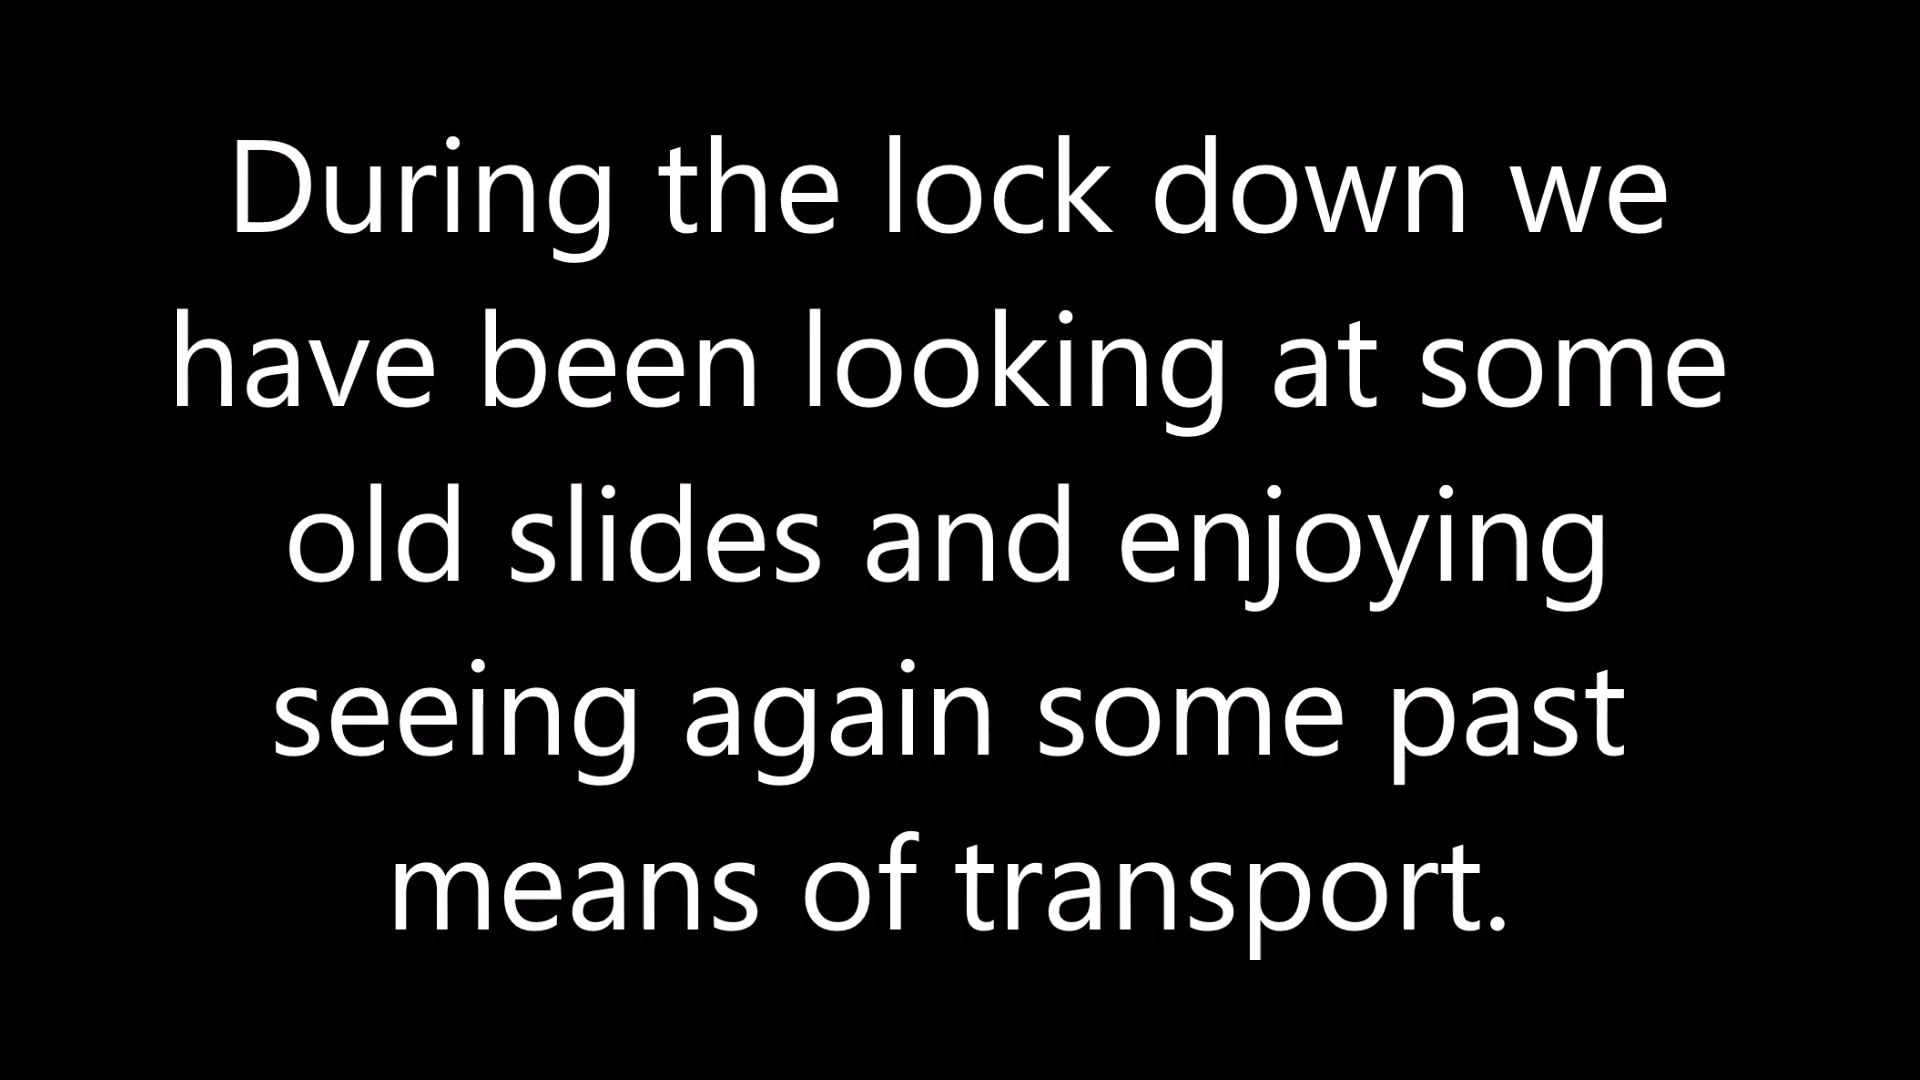 During the lock down we
have been looking at some
old slides and enjoying
seeing again some past
means of transport.